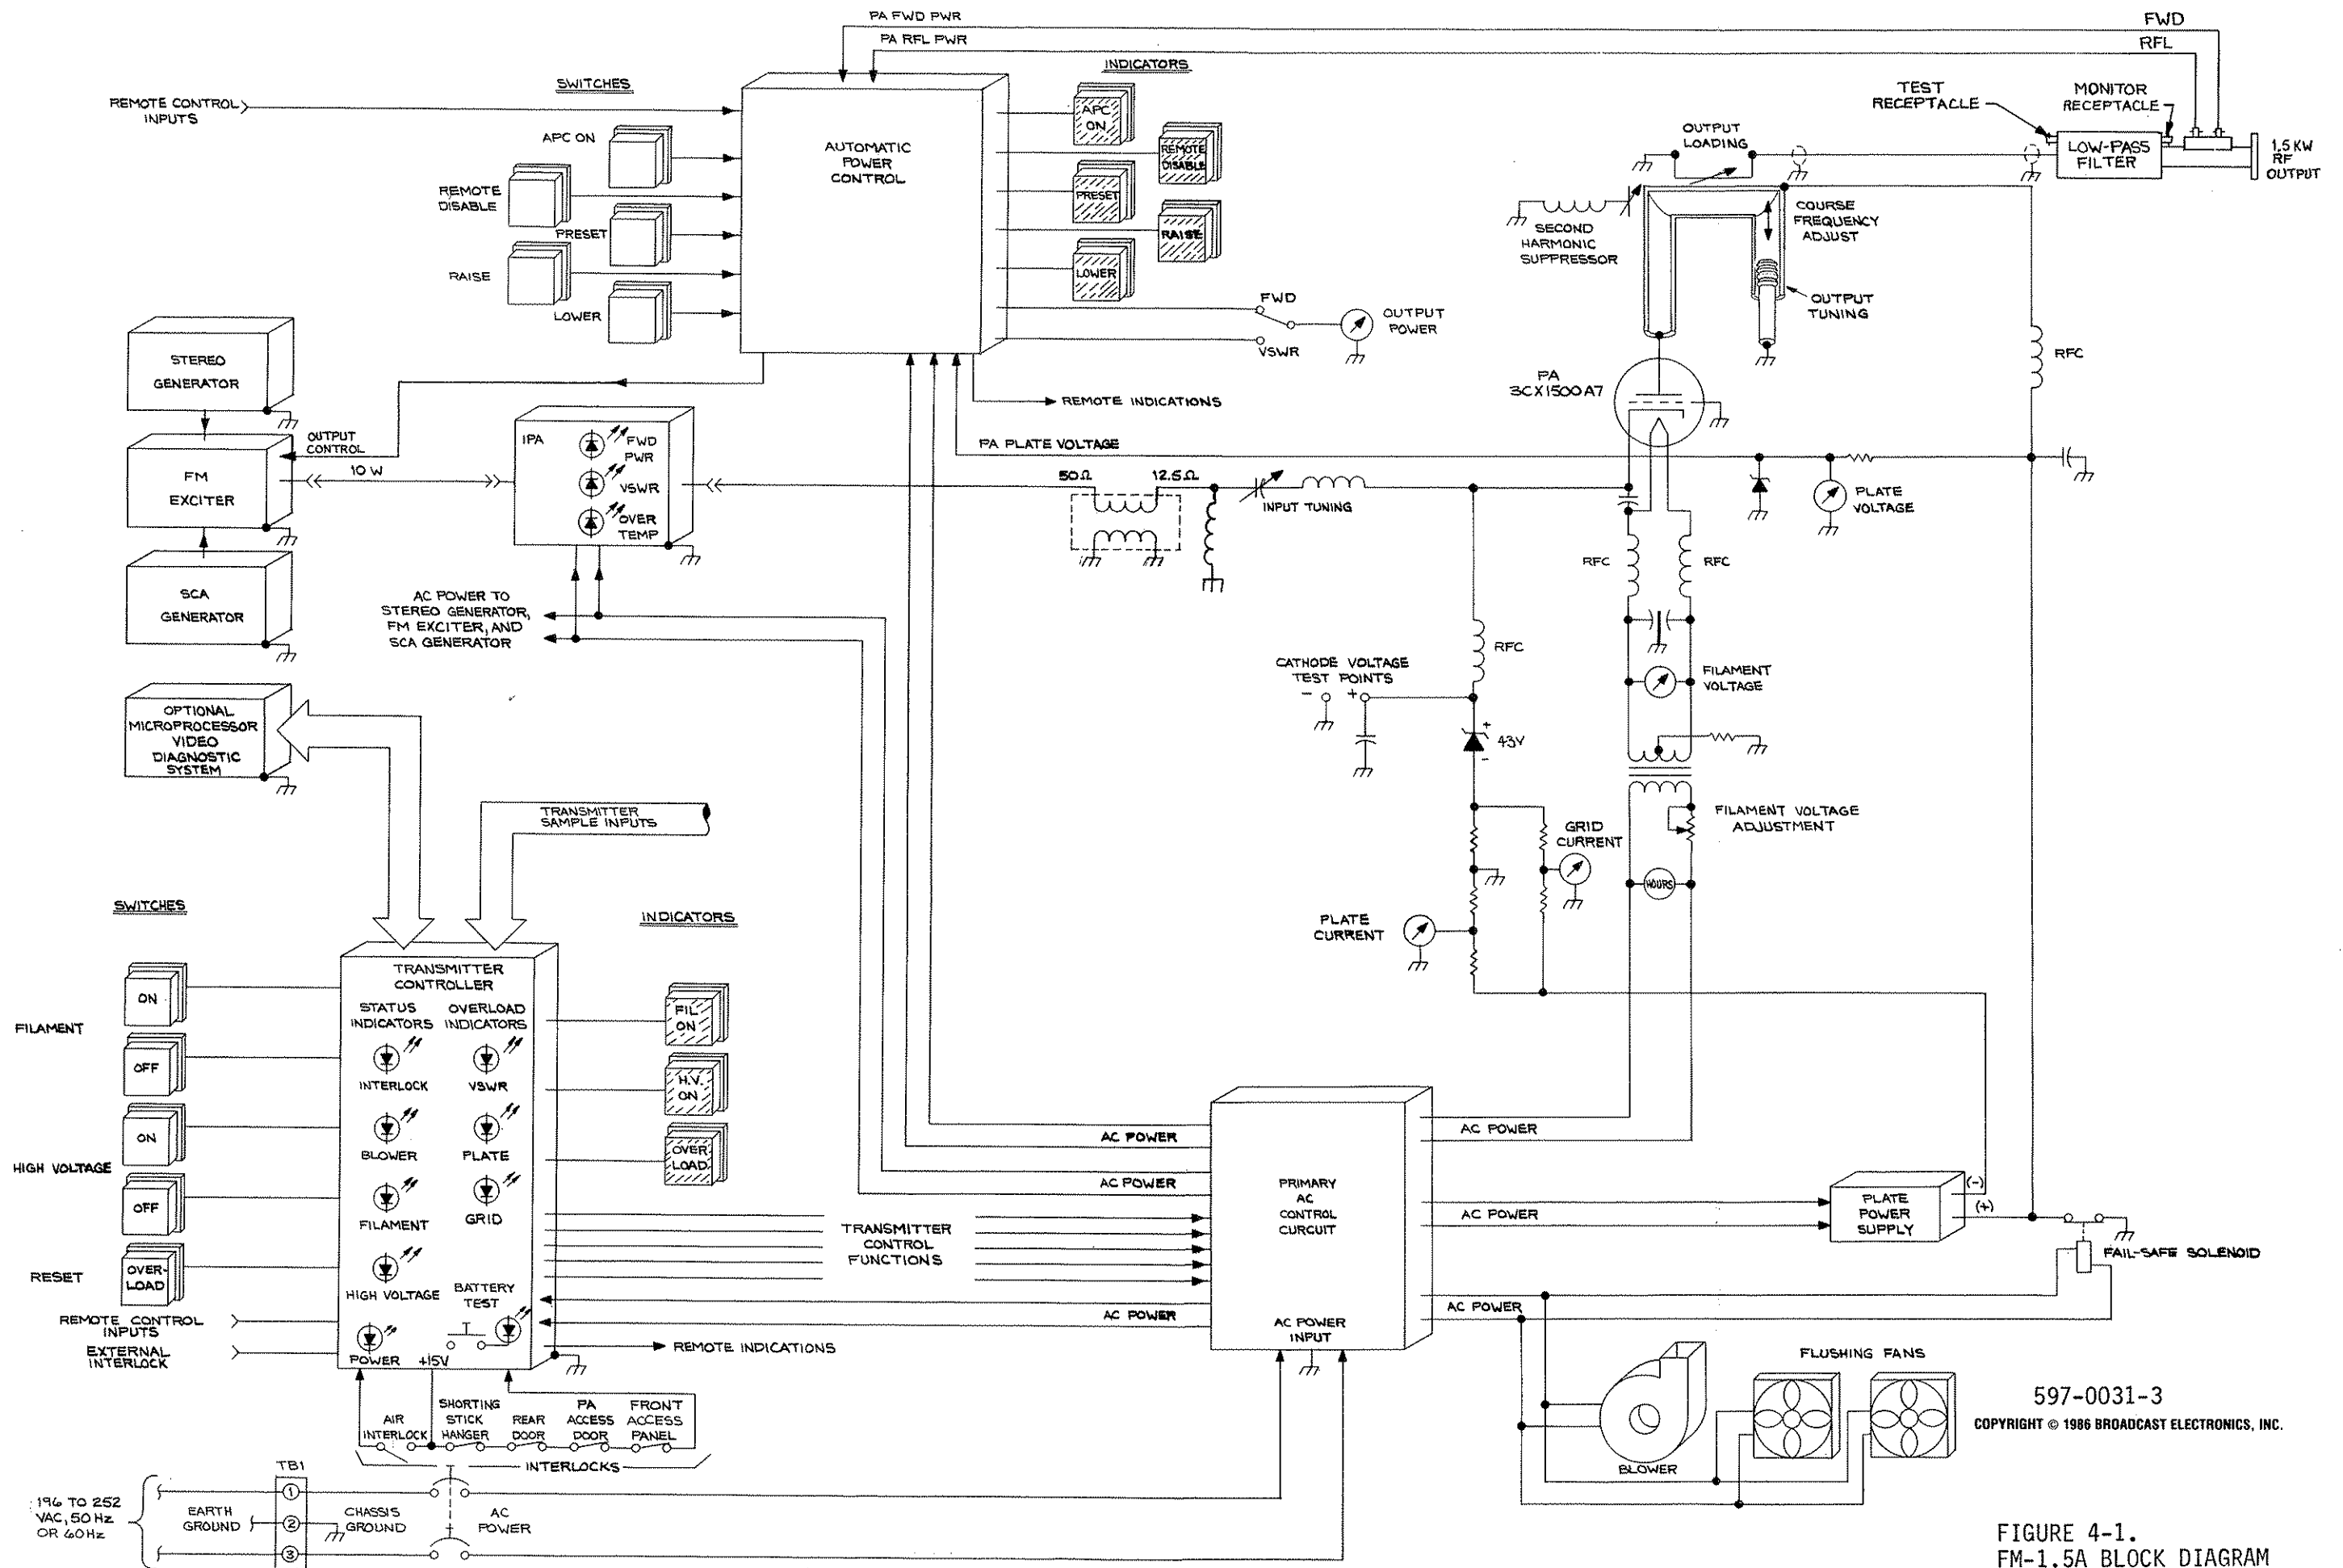 PA FWD PWR
PA RFL PWR
FWD
RFL
SWITCHES
INDICATORS
REMOTE CONTROL
INPUTS
APC ON
REMOTE
DISABLE
PRESET
RAISE
LOWER
AUTOMATIC
POWER
CONTROL
APC
ON
REMOTE
DISABLE
PRESET
RAISE
LOWER
FWD
VSWR
OUTPUT
POWER
REMOTE INDICATIONS
TEST
RECEPTACLE
MONITOR
RECEPTACLE
LOW-PASS
FILTER
1.5 KW
RF
OUTPUT
OUTPUT
LOADING
SECOND
HARMONIC
SUPPRESSOR
COURSE
FREQUENCY
ADJUST
OUTPUT
TUNING
RFC
PA
3CX1500A7
STEREO
GENERATOR
FM
EXCITER
SCA
GENERATOR
OUTPUT
CONTROL
10 W
IPA
FWD
PWR
VSWR
OVER
TEMP
PA PLATE VOLTAGE
50Ω
12.5Ω
INPUT TUNING
PLATE
VOLTAGE
RFC
RFC
AC POWER TO
STEREO GENERATOR,
FM EXCITER, AND
SCA GENERATOR
RFC
CATHODE VOLTAGE
TEST POINTS
- +
+
43V
-
FILAMENT
VOLTAGE
FILAMENT VOLTAGE
ADJUSTMENT
HOURS
GRID
CURRENT
PLATE
CURRENT
OPTIONAL
MICROPROCESSOR
VIDEO
DIAGNOSTIC
SYSTEM
TRANSMITTER
SAMPLE INPUTS
SWITCHES
INDICATORS
FILAMENT
ON
OFF
HIGH VOLTAGE
ON
OFF
RESET
OVER-
LOAD
REMOTE CONTROL
INPUTS
EXTERNAL
INTERLOCK
TRANSMITTER
CONTROLLER
STATUS
INDICATORS
OVERLOAD
INDICATORS
INTERLOCK
VSWR
BLOWER
PLATE
FILAMENT
GRID
HIGH VOLTAGE
BATTERY
TEST
POWER
+15V
FIL
ON
H.V.
ON
OVER
LOAD
TRANSMITTER
CONTROL
FUNCTIONS
REMOTE INDICATIONS
AC POWER
AC POWER
AC POWER
PRIMARY
AC
CONTROL
CURCUIT
AC POWER
INPUT
AC POWER
AC POWER
AC POWER
PLATE
POWER
SUPPLY
(-)
(+)
FAIL-SAFE SOLENOID
BLOWER
FLUSHING FANS
AIR
INTERLOCK
SHORTING
STICK
HANGER
REAR
DOOR
PA
ACCESS
DOOR
FRONT
ACCESS
PANEL
INTERLOCKS
196 TO 252
VAC, 50 Hz
OR 60Hz
TB1
1
2
3
EARTH
GROUND
CHASSIS
GROUND
AC
POWER
597-0031-3
COPYRIGHT © 1986 BROADCAST ELECTRONICS, INC.
FIGURE 4-1.
FM-1.5A BLOCK DIAGRAM